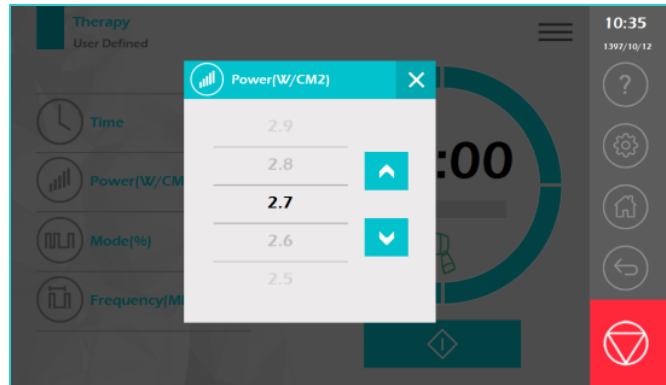 Therapy
User Defined
10:35
1397/10/12
Power(W/CM2)
2.9
2.8
2.7
2.6
2.5
:00
Time
Power(W/CM
Mode(%)
Frequency(M